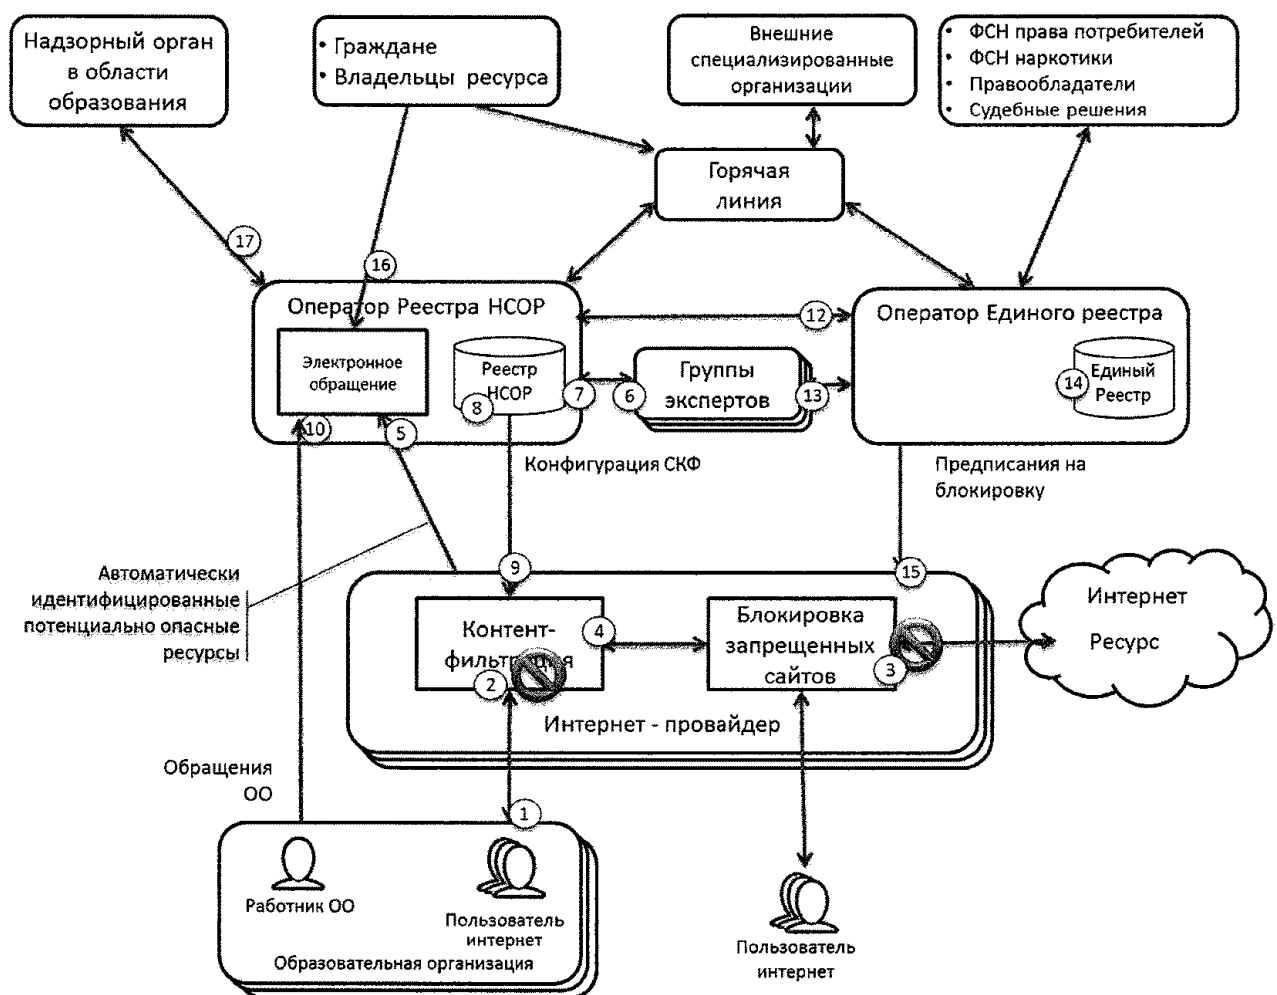 Надзорный орган
в области
образования
• Граждане
• Владельцы ресурса
Внешние
специализированные
организации
• ФСН права потребителей
• ФСН наркотики
• Правообладатели
• Судебные решения
Горячая
линия
17
16
Оператор Реестра НСОР
Электронное
обращение
Реестр
НСОР
8
7
6
Группы
экспертов
12
13
Оператор Единого реестра
14
Единый
Реестр
10
5
Конфигурация СКФ
Предписания на
блокировку
Автоматически
идентифицированные
потенциально опасные
ресурсы
9
15
Контент-
фильтрация
4
2
Блокировка
запрещенных
сайтов
3
Интернет
Ресурс
Интернет - провайдер
Обращения
ОО
1
Работник ОО
Пользователь
интернет
Образовательная организация
Пользователь
интернет